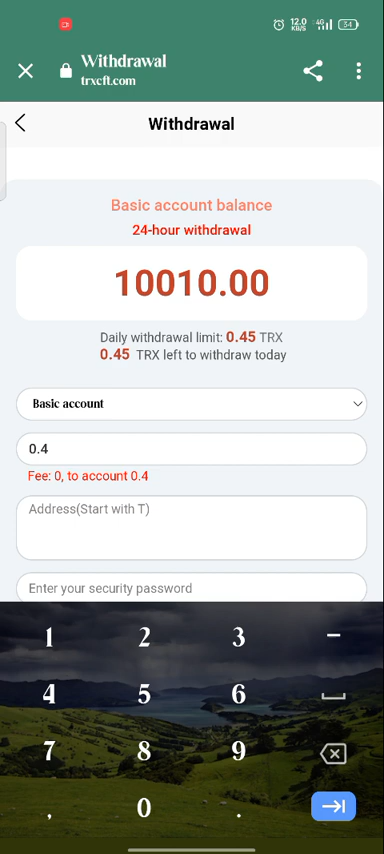 12.0
KB/S
4G
54
Withdrawal
trxcft.com
Withdrawal
Basic account balance
24-hour withdrawal
10010.00
Daily withdrawal limit: 0.45 TRX
0.45 TRX left to withdraw today
Basic account
0.4
Fee: 0, to account 0.4
Address(Start with T)
Enter your security password
1 2 3 –
4 5 6
7 8 9
, 0 .